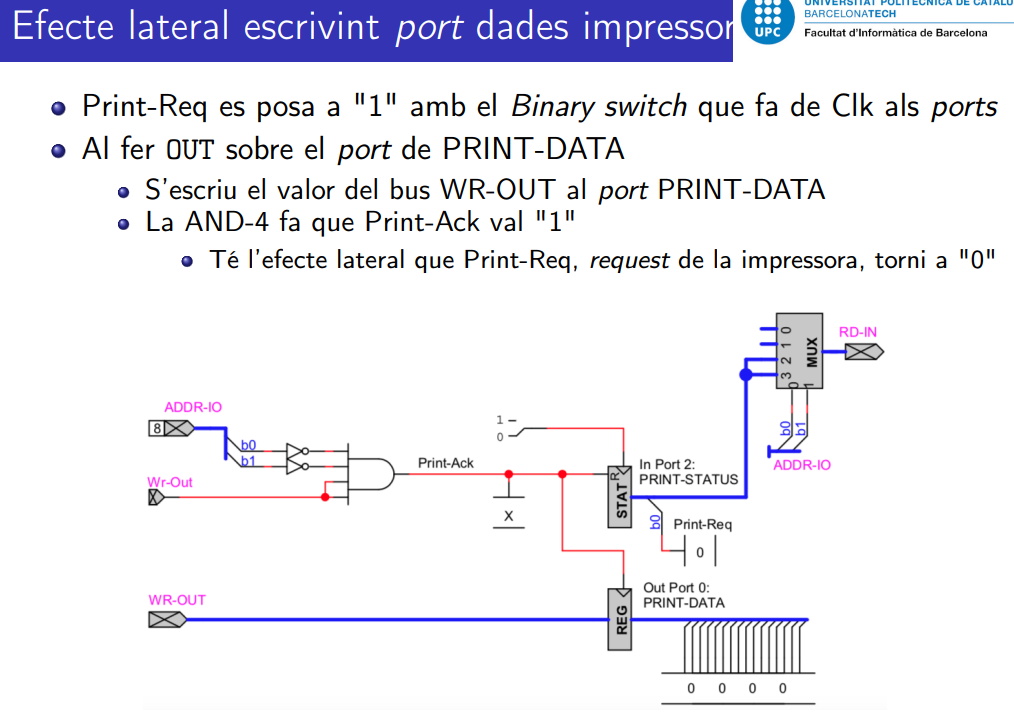 Efecte lateral escrivint port dades impressor
UNIVERSITAT POLITÈCNICA DE CATALU
BARCELONATECH
Facultat d'Informàtica de Barcelona
UPC
Print-Req es posa a "1" amb el Binary switch que fa de Clk als ports
Al fer OUT sobre el port de PRINT-DATA
S'escriu el valor del bus WR-OUT al port PRINT-DATA
La AND-4 fa que Print-Ack val "1"
Té l'efecte lateral que Print-Req, request de la impressora, torni a "0"
3 2 1 0
MUX
0 1
RD-IN
b0
b1
ADDR-IO
ADDR-IO
8
b0
b1
Wr-Out
Print-Ack
1
0
X
R
STAT
In Port 2:
PRINT-STATUS
b0
Print-Req
0
WR-OUT
REG
Out Port 0:
PRINT-DATA
0 0 0 0